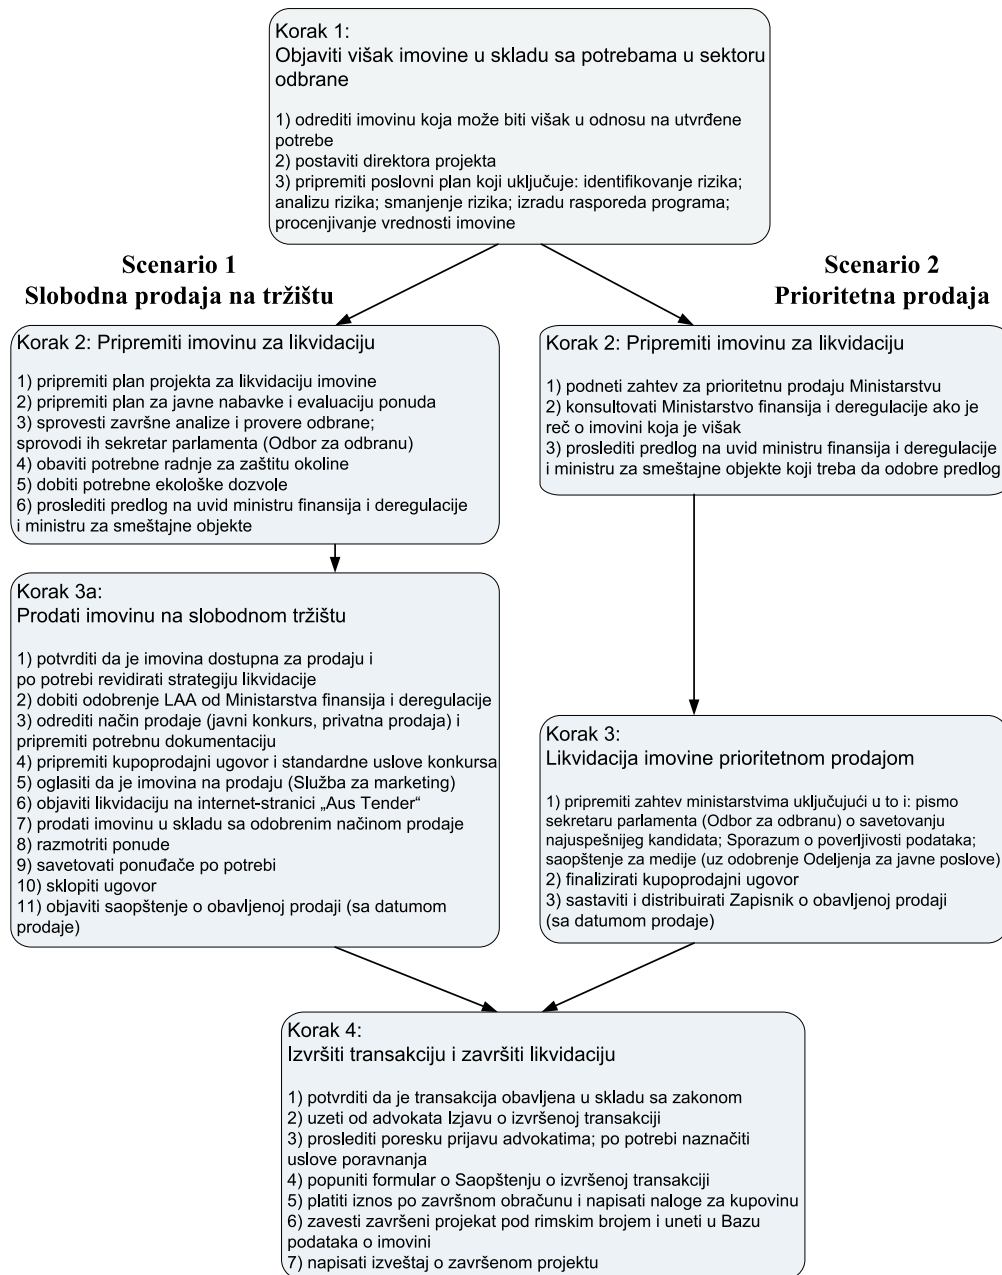 Korak 1:
Objaviti višak imovine u skladu sa potrebama u sektoru
odbrane
1) odrediti imovinu koja može biti višak u odnosu na utvrđene
potrebe
2) postaviti direktora projekta
3) pripremiti poslovni plan koji uključuje: identifikovanje rizika;
analizu rizika; smanjenje rizika; izradu rasporeda programa;
procenjivanje vrednosti imovine
Scenario 1
Slobodna prodaja na tržištu
Scenario 2
Prioritetna prodaja
Korak 2: Pripremiti imovinu za likvidaciju
1) pripremiti plan projekta za likvidaciju imovine
2) pripremiti plan za javne nabavke i evaluaciju ponuda
3) sprovesti završne analize i provere odbrane;
sprovodi ih sekretar parlamenta (Odbor za odbranu)
4) obaviti potrebne radnje za zaštitu okoline
5) dobiti potrebne ekološke dozvole
6) proslediti predlog na uvid ministru finansija i deregulacije
i ministru za smeštajne objekte
Korak 2: Pripremiti imovinu za likvidaciju
1) podneti zahtev za prioritetnu prodaju Ministarstvu
2) konsultovati Ministarstvo finansija i deregulacije ako je
reč o imovini koja je višak
3) proslediti predlog na uvid ministru finansija i deregulacije
i ministru za smeštajne objekte koji treba da odobre predlog
Korak 3a:
Prodati imovinu na slobodnom tržištu
1) potvrditi da je imovina dostupna za prodaju i
po potrebi revidirati strategiju likvidacije
2) dobiti odobrenje LAA od Ministarstva finansija i deregulacije
3) odrediti način prodaje (javni konkurs, privatna prodaja) i
pripremiti potrebnu dokumentaciju
4) pripremiti kupoprodajni ugovor i standardne uslove konkursa
5) oglasiti da je imovina na prodaju (Služba za marketing)
6) objaviti likvidaciju na internet-stranici „Aus Tender“
7) prodati imovinu u skladu sa odobrenim načinom prodaje
8) razmotriti ponude
9) savetovati ponuđače po potrebi
10) sklopiti ugovor
11) objaviti saopštenje o obavljenoj prodaji (sa datumom
prodaje)
Korak 3:
Likvidacija imovine prioritetnom prodajom
1) pripremiti zahtev ministarstvima uključujući u to i: pismo
sekretaru parlamenta (Odbor za odbranu) o savetovanju
najuspešnijeg kandidata; Sporazum o poverljivosti podataka;
saopštenje za medije (uz odobrenje Odeljenja za javne poslove)
2) finalizirati kupoprodajni ugovor
3) sastaviti i distribuirati Zapisnik o obavljenoj prodaji
(sa datumom prodaje)
Korak 4:
Izvršiti transakciju i završiti likvidaciju
1) potvrditi da je transakcija obavljena u skladu sa zakonom
2) uzeti od advokata Izjavu o izvršenoj transakciji
3) proslediti poresku prijavu advokatima; po potrebi naznačiti
uslove poravnanja
4) popuniti formular o Saopštenju o izvršenoj transakciji
5) platiti iznos po završnom obračunu i napisati naloge za kupovinu
6) zavesti završeni projekat pod rimskim brojem i uneti u Bazu
podataka o imovini
7) napisati izveštaj o završenom projektu